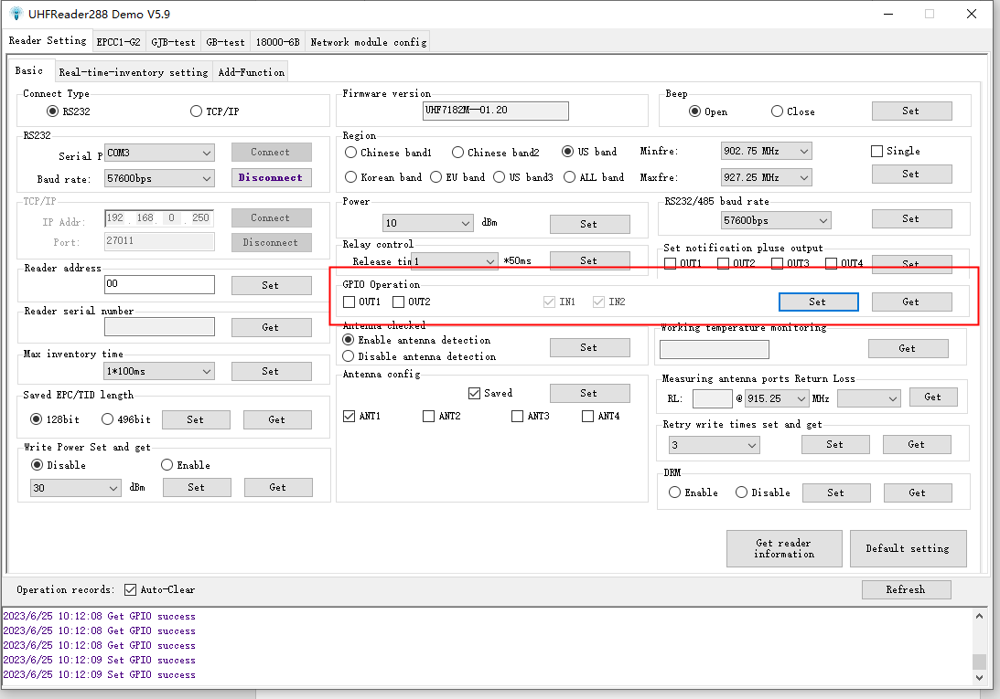 UHFReader288 Demo V5.9
Reader Setting EPCC1-G2 GJB-test GB-test 18000-6B Network module config
Basic Real-time-inventory setting Add-Function
Connect Type
RS232 TCP/IP
RS232
Serial P COM3 Connect
Baud rate: 57600bps Disconnect
TCP/IP
IP Addr: 192 . 168 . 0 . 250 Connect
Port: 27011 Disconnect
Reader address
00 Set
Reader serial number
Get
Max inventory time
1*100ms Set
Saved EPC/TID length
128bit 496bit Set Get
Write Power Set and get
Disable Enable
30 dBm Set Get
Firmware version
UHF7182M--01.20
Beep
Open Close Set
Region
Chinese band1 Chinese band2 US band Minfre: 902.75 MHz Single
Korean band EU band US band3 ALL band Maxfre: 927.25 MHz Set
Power
10 dBm Set
RS232/485 baud rate
57600bps Set
Relay control
Release tim 1 *50ms Set
Set notification pluse output
OUT1 OUT2 OUT3 OUT4 Set
GPIO Operation
OUT1 OUT2 IN1 IN2 Set Get
Antenna checked
Enable antenna detection
Disable antenna detection
Set
Working temperature monitoring
Get
Antenna config
Saved Set
ANT1 ANT2 ANT3 ANT4
Measuring antenna ports Return Loss
RL: @ 915.25 MHz Get
Retry write times set and get
3 Set Get
DRM
Enable Disable Set Get
Get reader
information
Default setting
Operation records: Auto-Clear Refresh
2023/6/25 10:12:08 Get GPIO success
2023/6/25 10:12:08 Get GPIO success
2023/6/25 10:12:08 Get GPIO success
2023/6/25 10:12:09 Set GPIO success
2023/6/25 10:12:09 Set GPIO success